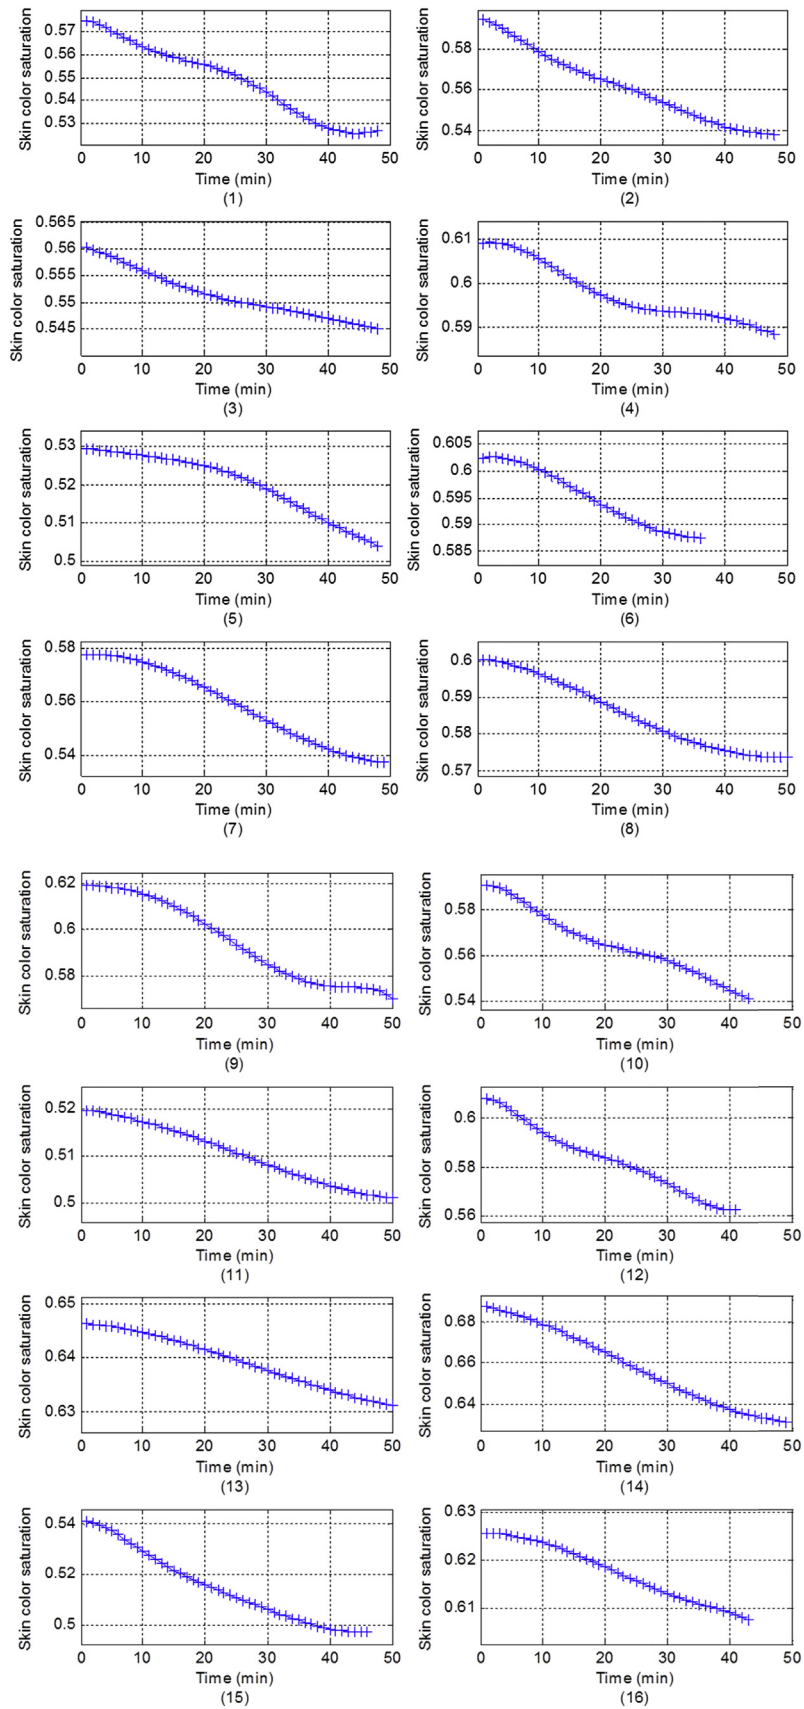 Skin color saturation
0.57
0.56
0.55
0.54
0.53
0 10 20 30 40 50
Time (min)
(1)
Skin color saturation
0.58
0.56
0.54
0 10 20 30 40 50
Time (min)
(2)
Skin color saturation
0.565
0.56
0.555
0.55
0.545
0 10 20 30 40 50
Time (min)
(3)
Skin color saturation
0.61
0.6
0.59
0 10 20 30 40 50
Time (min)
(4)
Skin color saturation
0.53
0.52
0.51
0.5
0 10 20 30 40 50
Time (min)
(5)
Skin color saturation
0.605
0.6
0.595
0.59
0.585
0 10 20 30 40 50
Time (min)
(6)
Skin color saturation
0.58
0.56
0.54
0 10 20 30 40 50
Time (min)
(7)
Skin color saturation
0.6
0.59
0.58
0.57
0 10 20 30 40 50
Time (min)
(8)
Skin color saturation
0.62
0.6
0.58
0 10 20 30 40 50
Time (min)
(9)
Skin color saturation
0.58
0.56
0.54
0 10 20 30 40 50
Time (min)
(10)
Skin color saturation
0.52
0.51
0.5
0 10 20 30 40 50
Time (min)
(11)
Skin color saturation
0.6
0.58
0.56
0 10 20 30 40 50
Time (min)
(12)
Skin color saturation
0.65
0.64
0.63
0 10 20 30 40 50
Time (min)
(13)
Skin color saturation
0.68
0.66
0.64
0 10 20 30 40 50
Time (min)
(14)
Skin color saturation
0.54
0.52
0.5
0 10 20 30 40 50
Time (min)
(15)
Skin color saturation
0.63
0.62
0.61
0 10 20 30 40 50
Time (min)
(16)